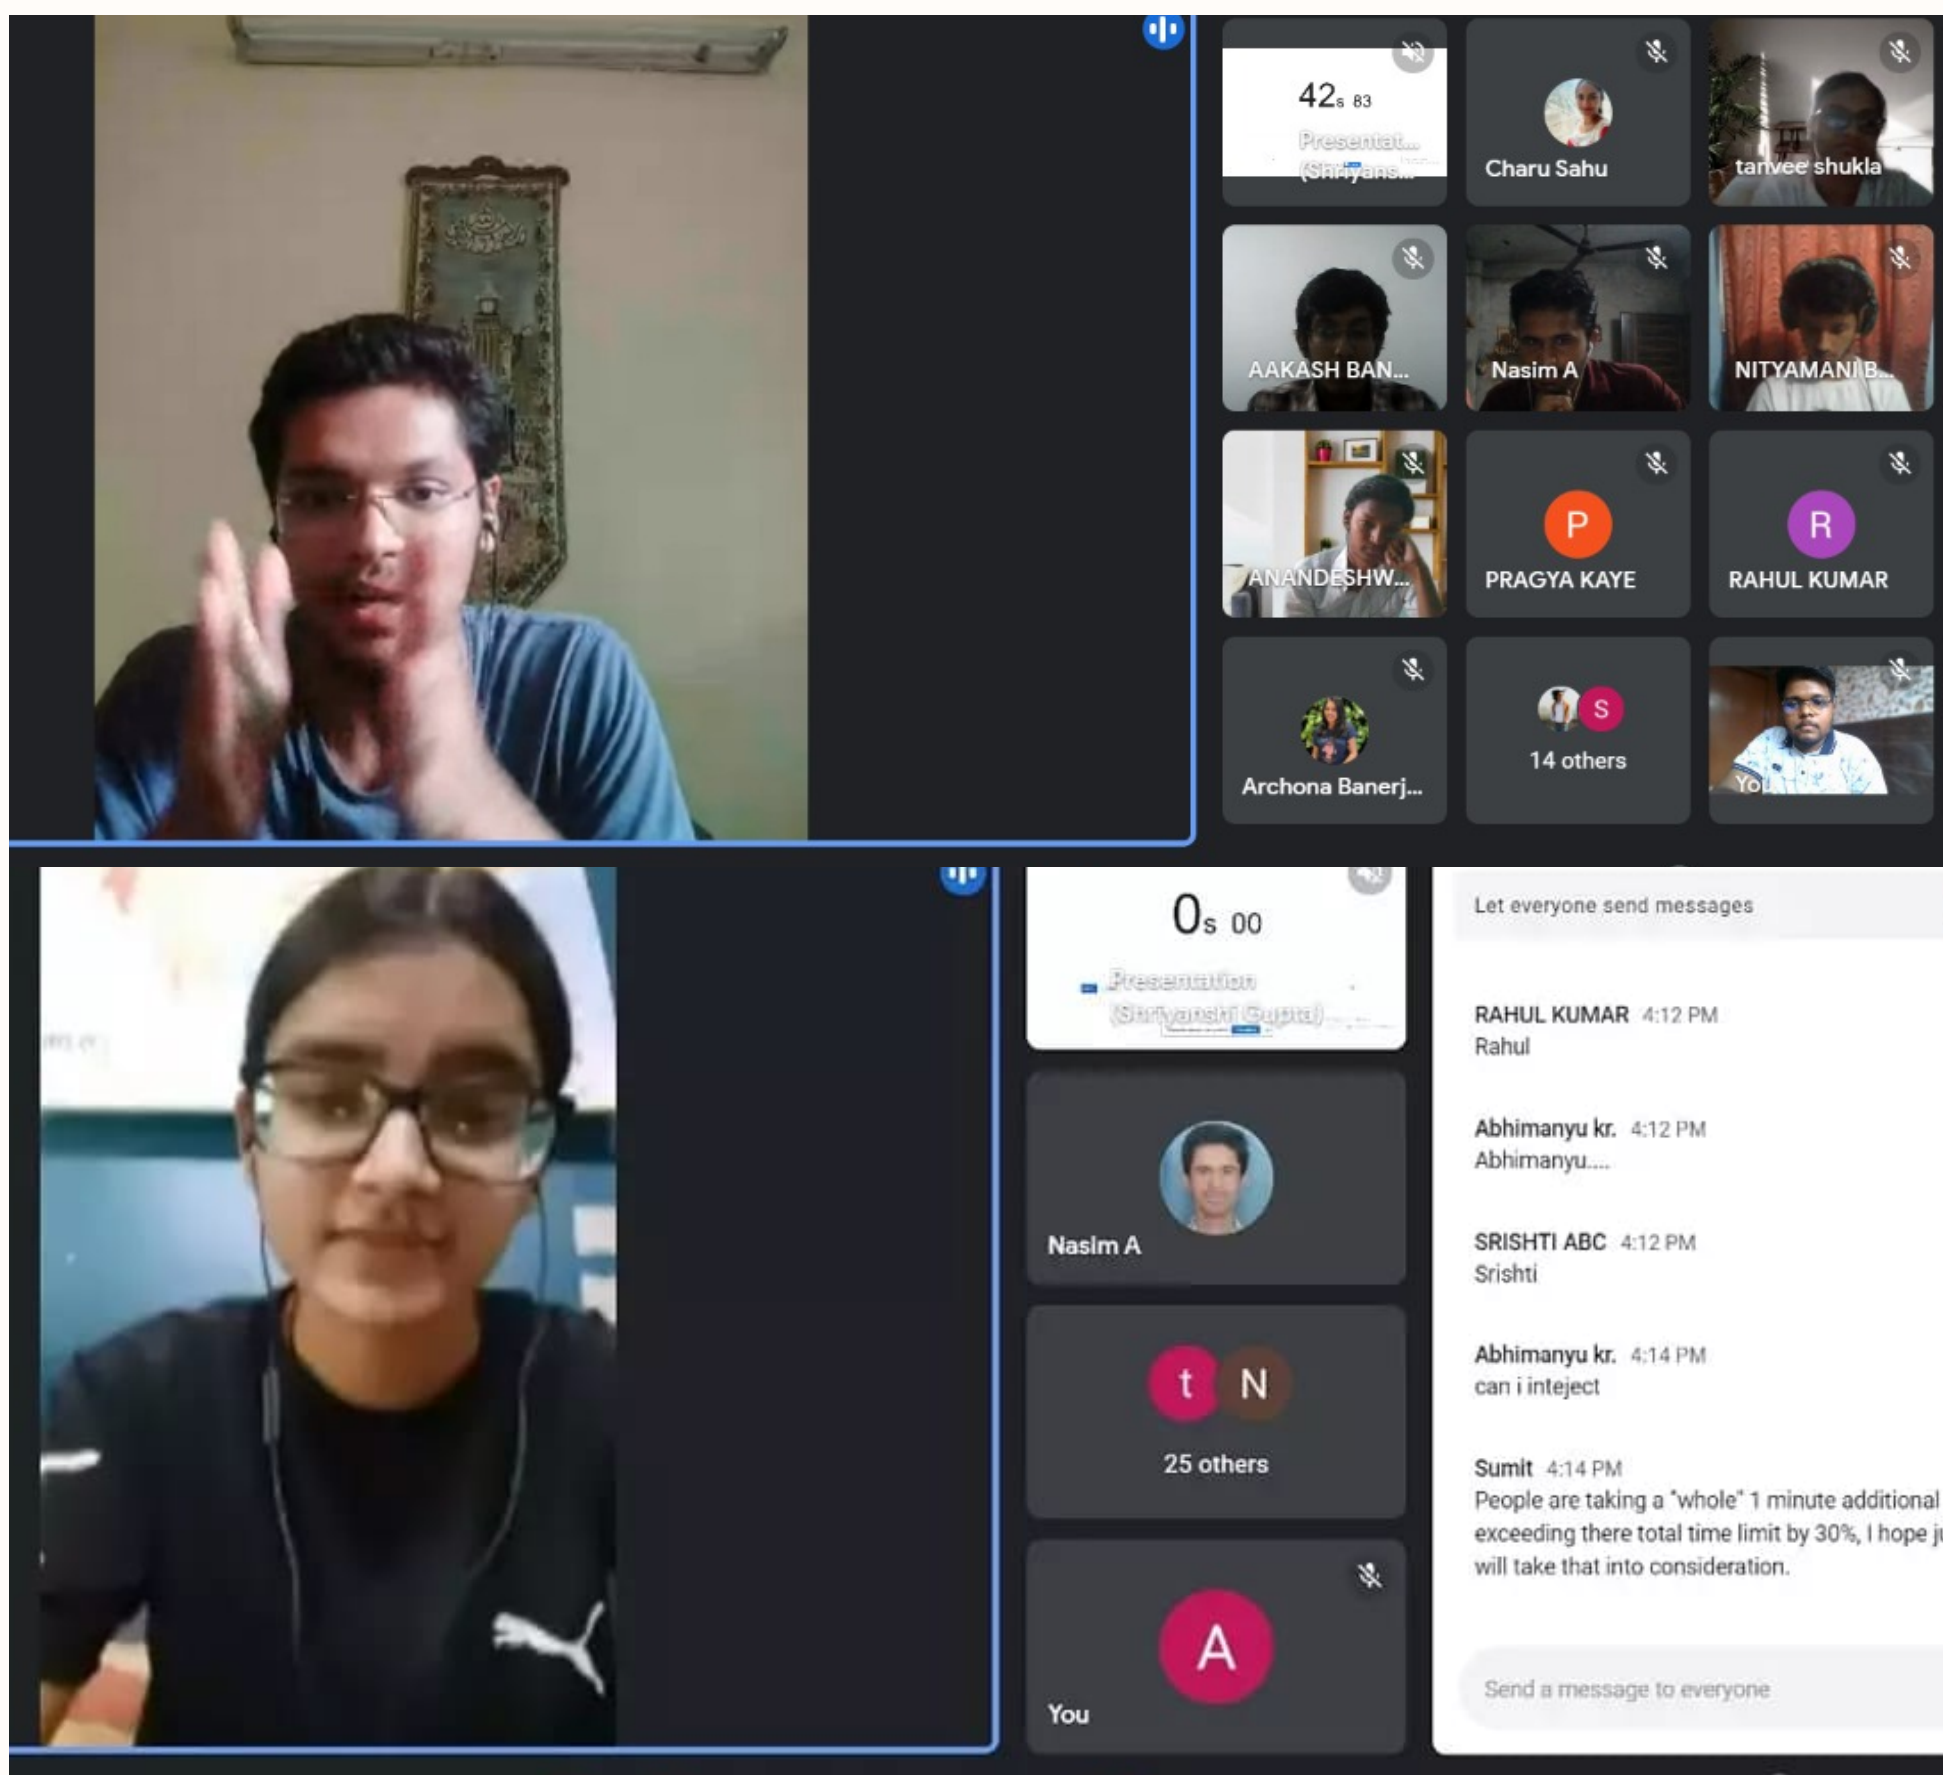 42s 83
Presentat...
(Shriyans...
Charu Sahu
tanvee shukla
AAKASH BAN...
Nasim A
NITYAMANI B...
ANANDESHW...
P
PRAGYA KAYE
R
RAHUL KUMAR
Archona Banerj...
S
14 others
You
0s 00
Presentation
(Shriyanshi Gupta)
Nasim A
t N
25 others
A
You
Let everyone send messages
RAHUL KUMAR 4:12 PM
Rahul
Abhimanyu kr. 4:12 PM
Abhimanyu....
SRISHTI ABC 4:12 PM
Srishti
Abhimanyu kr. 4:14 PM
can i inteject
Sumit 4:14 PM
People are taking a "whole" 1 minute additional
exceeding there total time limit by 30%, I hope ju
will take that into consideration.
Send a message to everyone